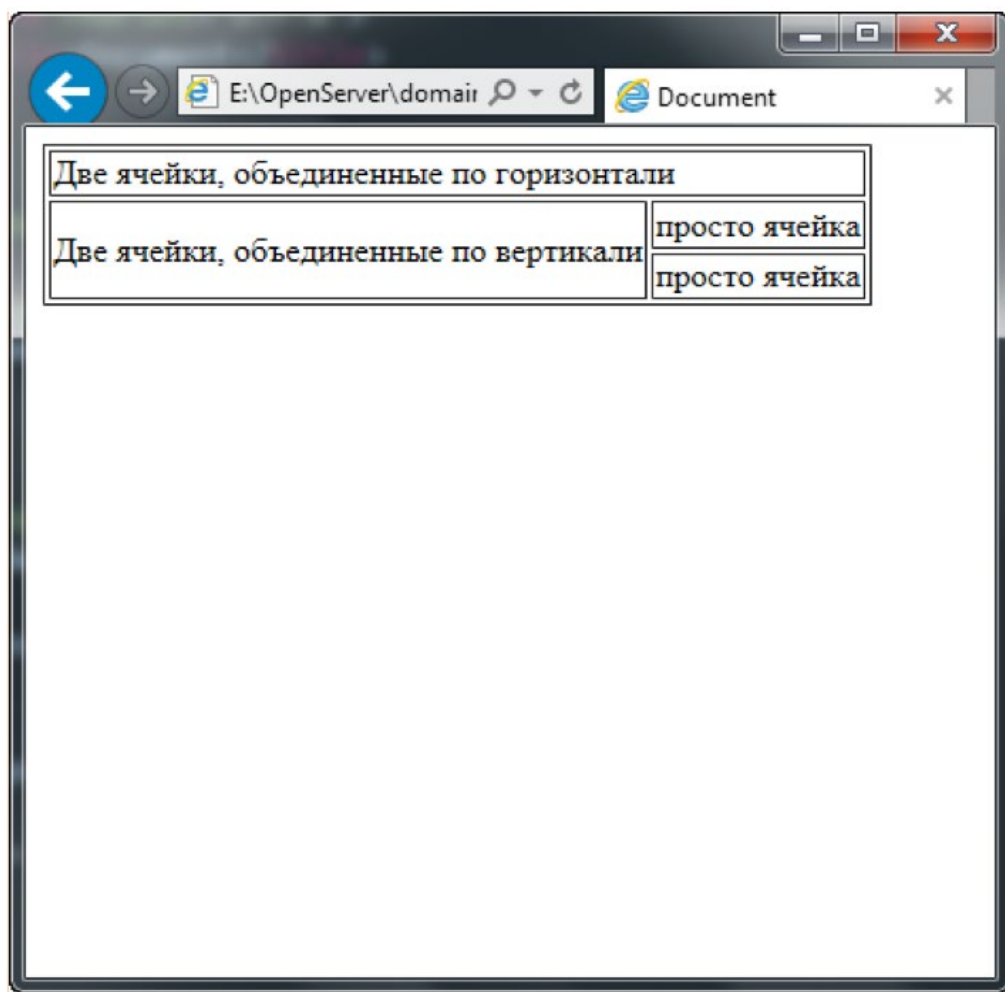 E:\OpenServer\domair
Document
Две ячейки, объединенные по горизонтали
Две ячейки, объединенные по вертикали
просто ячейка
просто ячейка